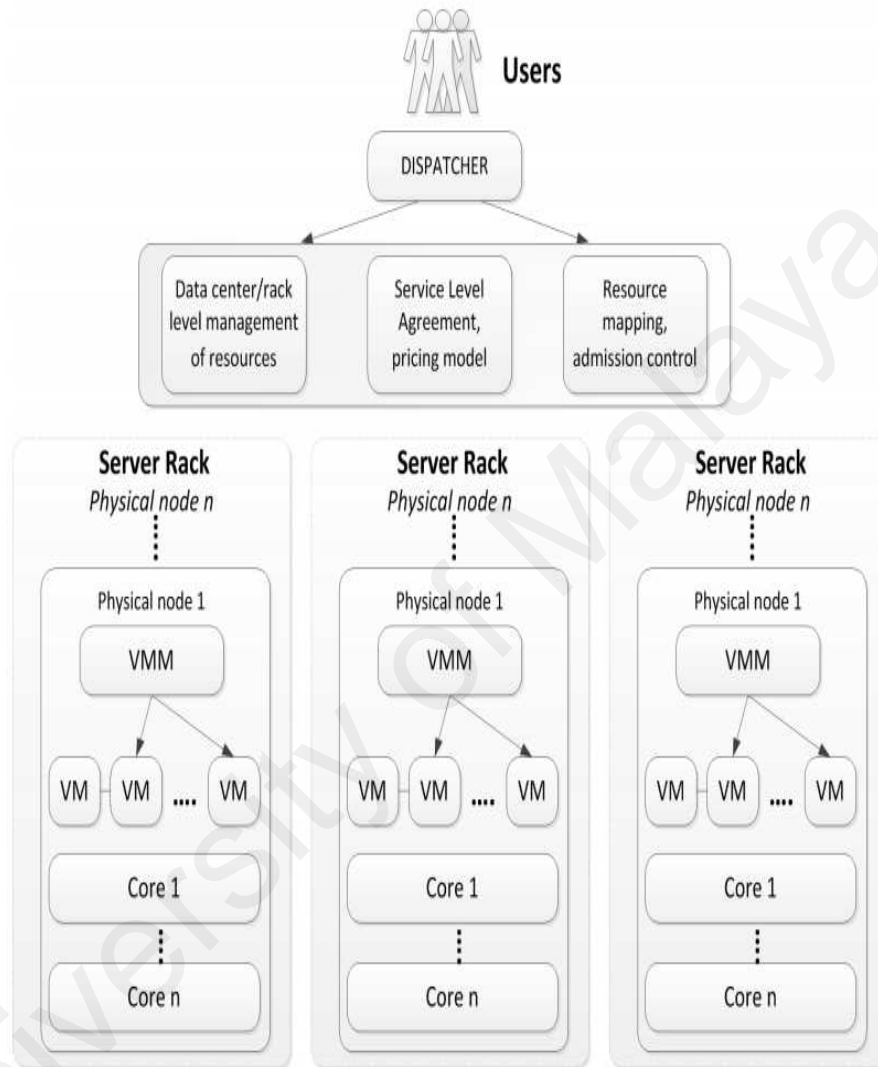 Users
DISPATCHER
Data center/rack
level management
of resources
Service Level
Agreement,
pricing model
Resource
mapping,
admission control
Server Rack
Physical node n
Physical node 1
VMM
VM
VM
....
VM
Core 1
Core n
Server Rack
Physical node n
Physical node 1
VMM
VM
VM
....
VM
Core 1
Core n
Server Rack
Physical node n
Physical node 1
VMM
VM
VM
....
VM
Core 1
Core n
niversity of Malaya